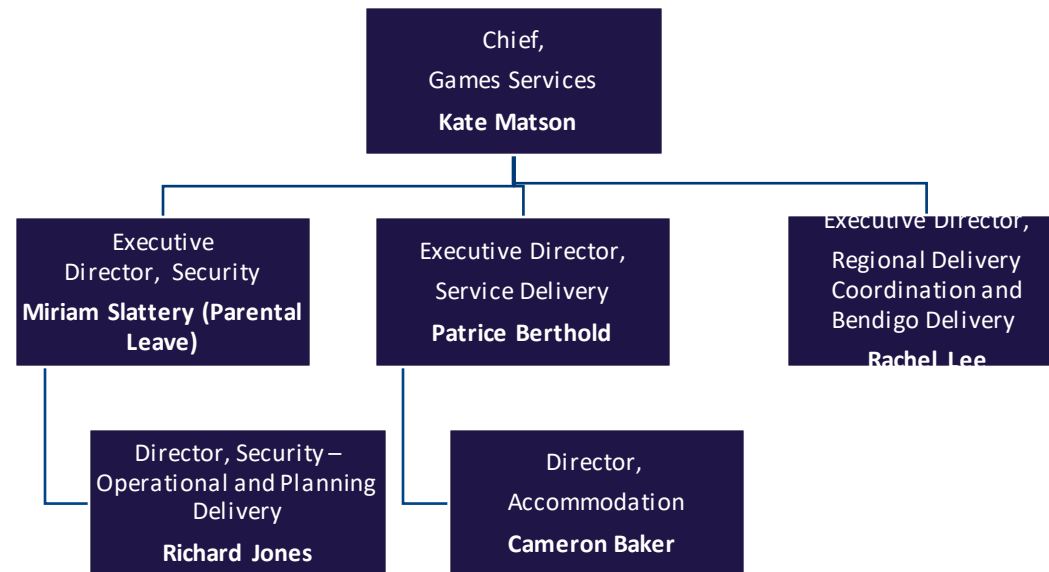 Chief,
Games Services
Kate Matson
Executive
Director, Security
Miriam Slattery (Parental
Leave)
Executive Director,
Service Delivery
Patrice Berthold
Executive Director,
Regional Delivery
Coordination and
Bendigo Delivery
Rachel Lee
Director, Security –
Operational and Planning
Delivery
Richard Jones
Director,
Accommodation
Cameron Baker